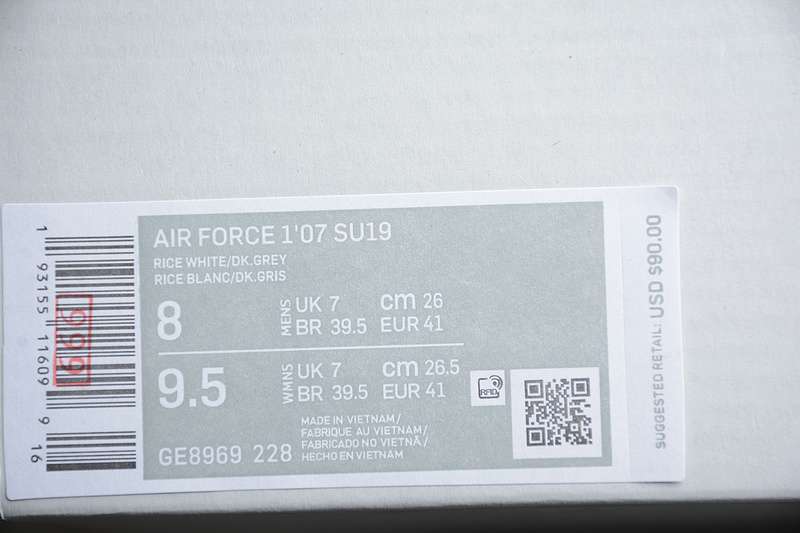 AIR FORCE 1'07 SU19
RICE WHITE/DK.GREY
RICE BLANC/DK.GRIS
8
MENS
UK 7 cm 26
BR 39.5 EUR 41
9.5
WMNS
UK 7 cm 26.5
BR 39.5 EUR 41
MADE IN VIETNAM/
FABRIQUE AU VIETNAM/
FABRICADO NO VIETNÃ/
HECHO EN VIETNAM
GE8969 228
RFID
1 93155 11609 9 16
999
SUGGESTED RETAIL: USD $90.00